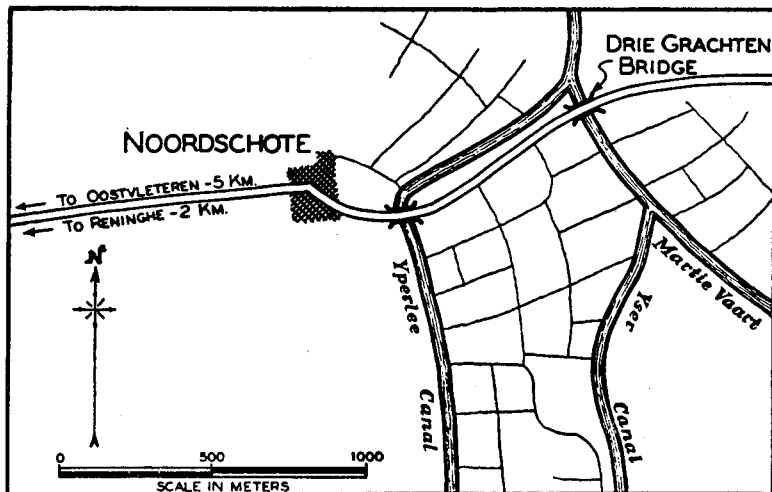 DRIE GRACHTEN
BRIDGE
NOORDSCHOTE
TO OOSTVLETEREN -5 KM.
TO RENINGHE -2 KM.
N
Yperlee
Canal
Yser
Canal
Martje Vaart
0 500 1000
SCALE IN METERS